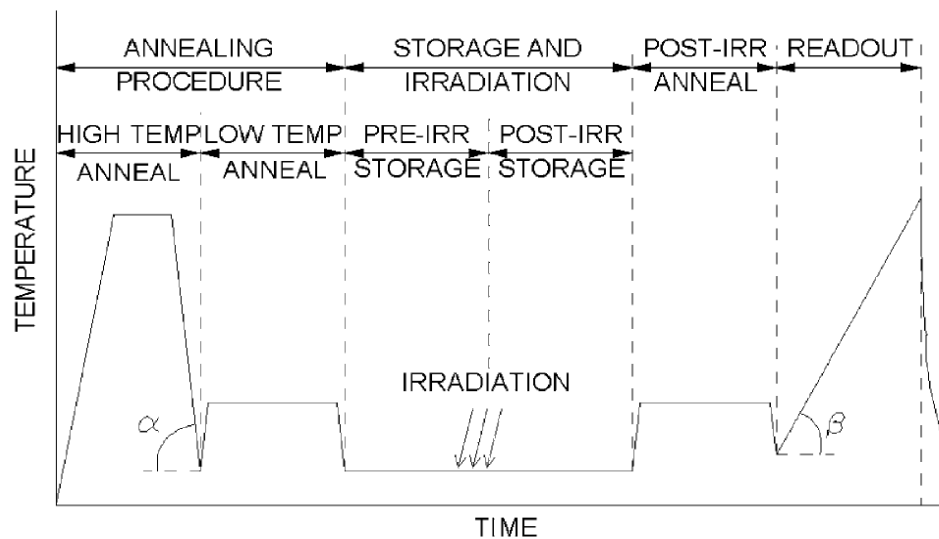 ANNEALING PROCEDURE
STORAGE AND IRRADIATION
POST-IRR ANNEAL
READOUT
HIGH TEMP ANNEAL
LOW TEMP ANNEAL
PRE-IRR STORAGE
POST-IRR STORAGE
TEMPERATURE
IRRADIATION
α
β
TIME